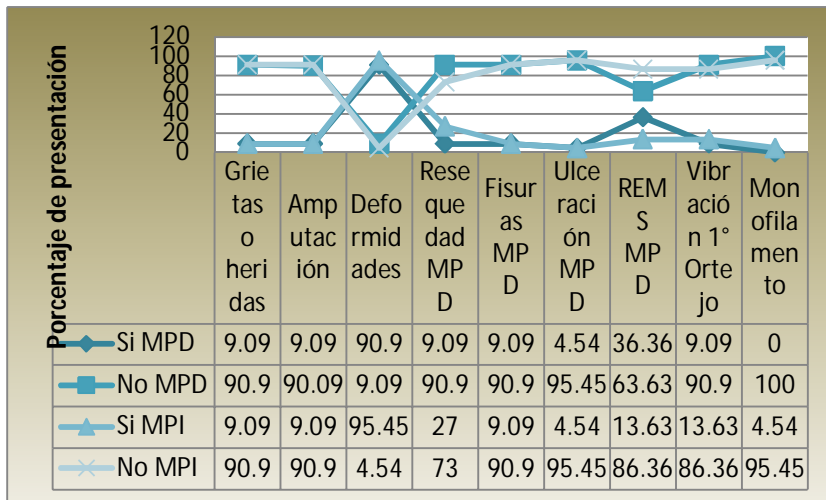 Porcentaje de presentación
120
100
80
60
40
20
0
Grie
tas
o
heri
das
Amp
utac
ión
Defo
rmid
ades
Rese
que
dad
MP
D
Fisur
as
MP
D
Ulce
raci
ón
MP
D
REM
S
MP
D
Vibr
ació
n 1°
Orte
jo
Mon
ofila
men
to
Si MPD 9.09 9.09 90.9 9.09 9.09 4.54 36.36 9.09 0
No MPD 90.9 90.09 9.09 90.9 90.9 95.45 63.63 90.9 100
Si MPI 9.09 9.09 95.45 27 9.09 4.54 13.63 13.63 4.54
No MPI 90.9 90.9 4.54 73 90.9 95.45 86.36 86.36 95.45